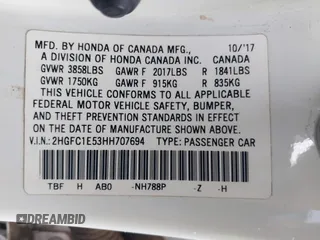 MFD. BY HONDA OF CANADA MFG., 10/'17
A DIVISION OF HONDA CANADA INC. CANADA
GVWR 3858LBS GAWR F 2017LBS R 1841LBS
GVWR 1750KG GAWR F 915KG R 835KG
THIS VEHICLE CONFORMS TO ALL APPLICABLE
FEDERAL MOTOR VEHICLE SAFETY, BUMPER,
AND THEFT PREVENTION STANDARDS IN EFFECT
ON THE DATE OF MANUFACTURE SHOWN ABOVE.
V.I.N.: 2HGFC1E53HH707694 TYPE: PASSENGER CAR
TBF H AB0 -NH788P -Z -H
DREAMBID